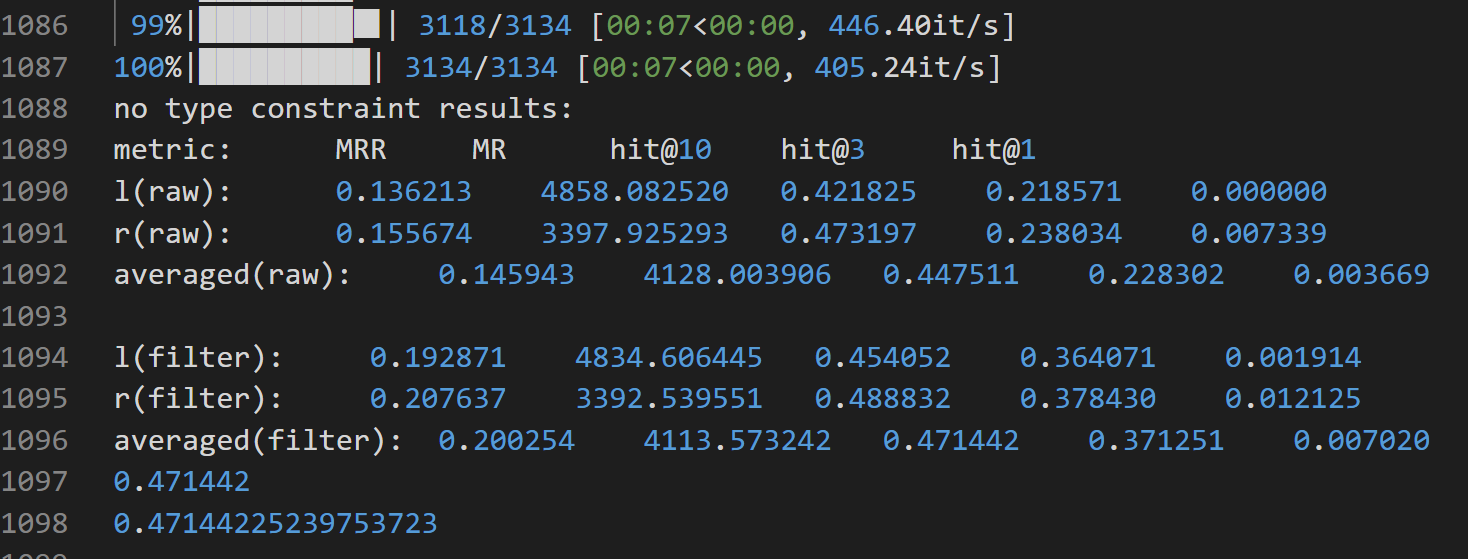 1086 99%|█████████▉| 3118/3134 [00:07<00:00, 446.40it/s]
1087 100%|██████████| 3134/3134 [00:07<00:00, 405.24it/s]
1088 no type constraint results:
1089 metric: MRR MR hit@10 hit@3 hit@1
1090 l(raw): 0.136213 4858.082520 0.421825 0.218571 0.000000
1091 r(raw): 0.155674 3397.925293 0.473197 0.238034 0.007339
1092 averaged(raw): 0.145943 4128.003906 0.447511 0.228302 0.003669
1093
1094 l(filter): 0.192871 4834.606445 0.454052 0.364071 0.001914
1095 r(filter): 0.207637 3392.539551 0.488832 0.378430 0.012125
1096 averaged(filter): 0.200254 4113.573242 0.471442 0.371251 0.007020
1097 0.471442
1098 0.47144225239753723